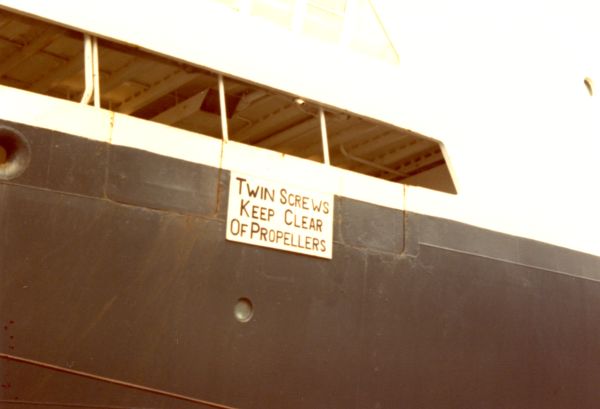 TWIN SCREWS
KEEP CLEAR
OF PROPELLERS